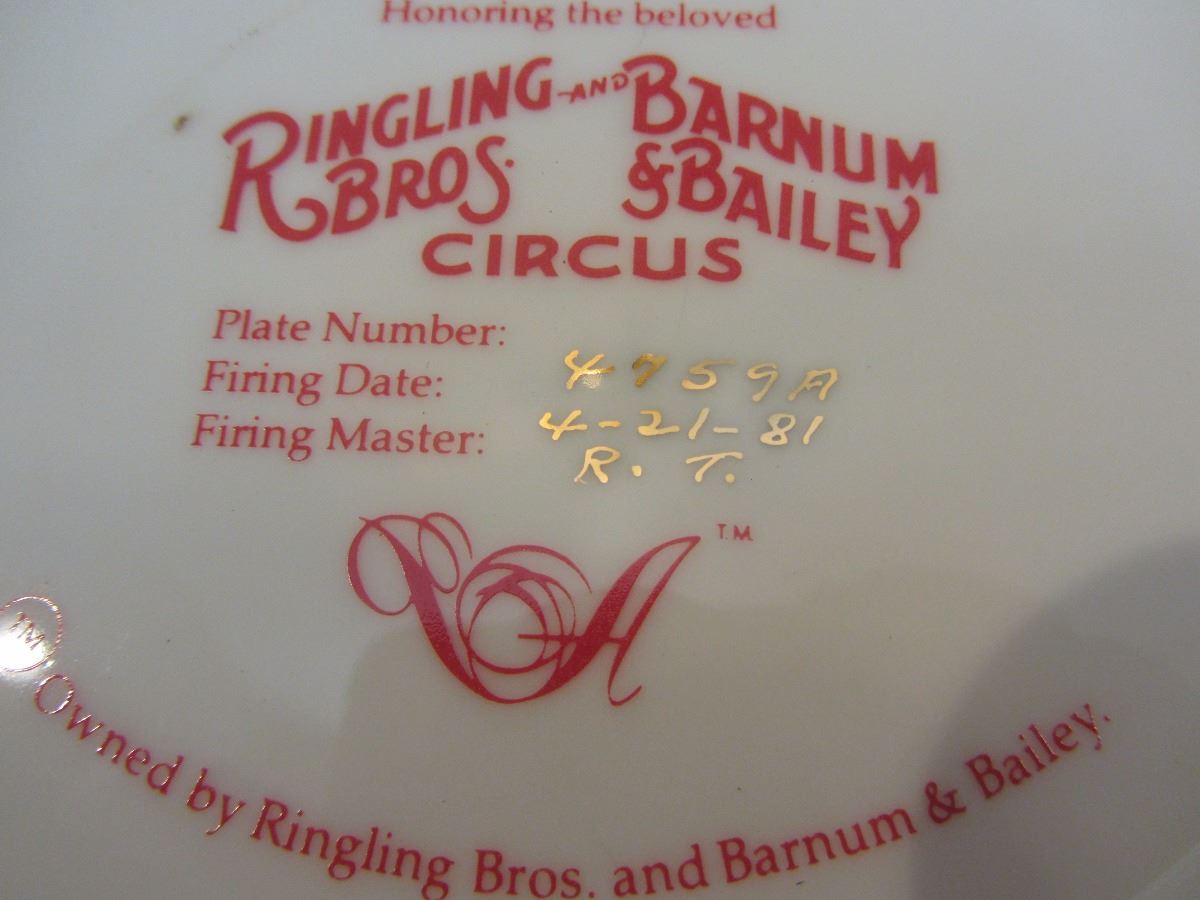 Honoring the beloved
RINGLING -AND- BARNUM
BROS. & BAILEY
CIRCUS
Plate Number: 4759A
Firing Date: 4-21-81
Firing Master: R. T.
T.M.
TM Owned by Ringling Bros. and Barnum & Bailey.